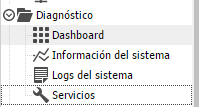 Diagnóstico
Dashboard
Información del sistema
Logs del sistema
Servicios